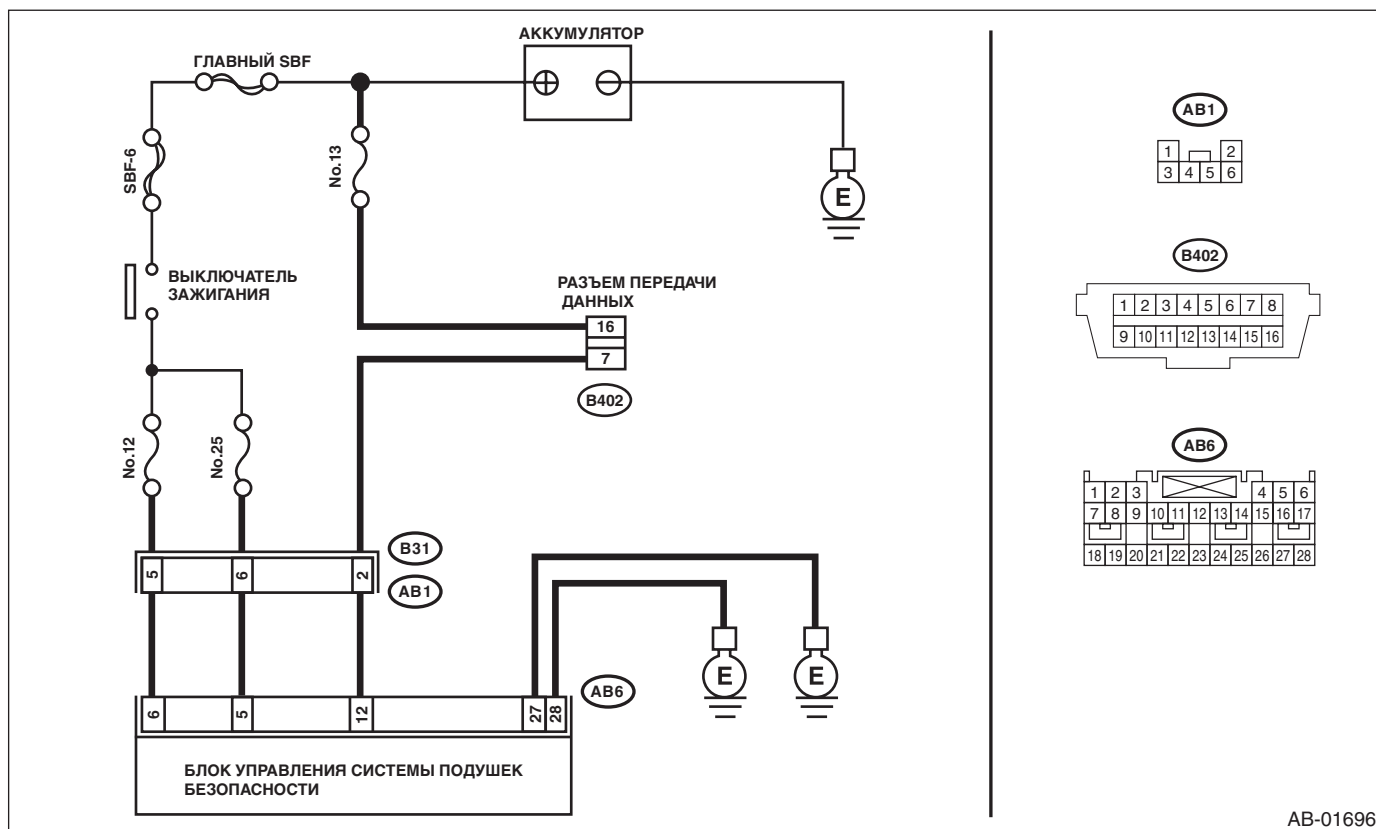 АККУМУЛЯТОР
ГЛАВНЫЙ SBF
SBF-6
No.13
E
ВЫКЛЮЧАТЕЛЬ
ЗАЖИГАНИЯ
РАЗЪЕМ ПЕРЕДАЧИ
ДАННЫХ
16
7
B402
No.12
No.25
B31
5 6 2
AB1
E E
AB6
6 5 12 27 28
БЛОК УПРАВЛЕНИЯ СИСТЕМЫ ПОДУШЕК
БЕЗОПАСНОСТИ
AB1
1 2
3 4 5 6
B402
1 2 3 4 5 6 7 8
9 10 11 12 13 14 15 16
AB6
1 2 3 4 5 6
7 8 9 10 11 12 13 14 15 16 17
18 19 20 21 22 23 24 25 26 27 28
AB-01696